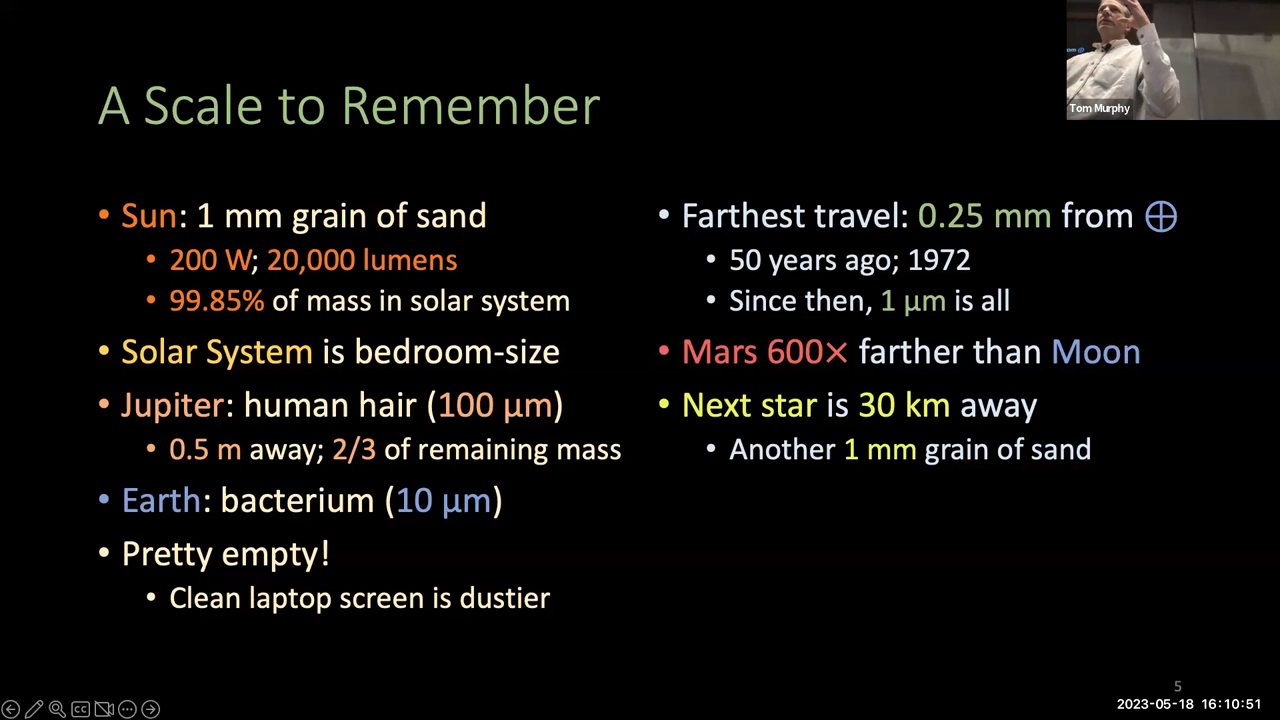 A Scale to Remember
• Sun: 1 mm grain of sand
• 200 W; 20,000 lumens
• 99.85% of mass in solar system
• Solar System is bedroom-size
• Jupiter: human hair (100 μm)
• 0.5 m away; 2/3 of remaining mass
• Earth: bacterium (10 μm)
• Pretty empty!
• Clean laptop screen is dustier
• Farthest travel: 0.25 mm from ⊕
• 50 years ago; 1972
• Since then, 1 μm is all
• Mars 600× farther than Moon
• Next star is 30 km away
• Another 1 mm grain of sand
Tom Murphy
5
2023-05-18 16:10:51